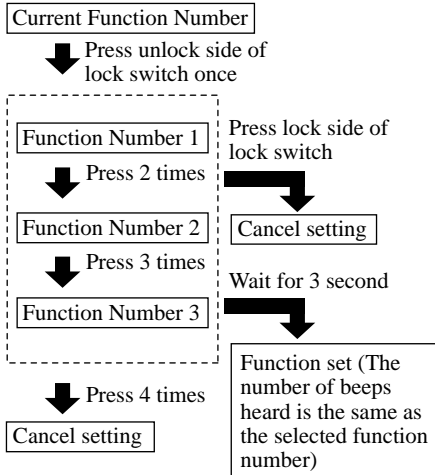 Current Function Number
Press unlock side of
lock switch once
Function Number 1
Press 2 times
Press lock side of
lock switch
Function Number 2
Cancel setting
Press 3 times
Wait for 3 second
Function Number 3
Function set (The
number of beeps
heard is the same as
the selected function
number)
Press 4 times
Cancel setting